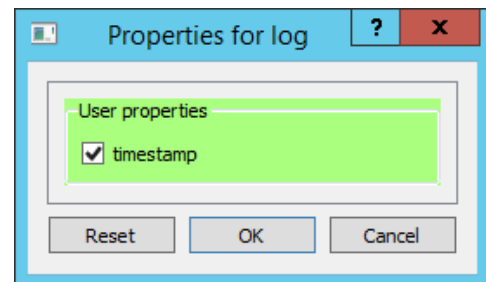 Properties for log
? x
User properties
timestamp
Reset OK Cancel